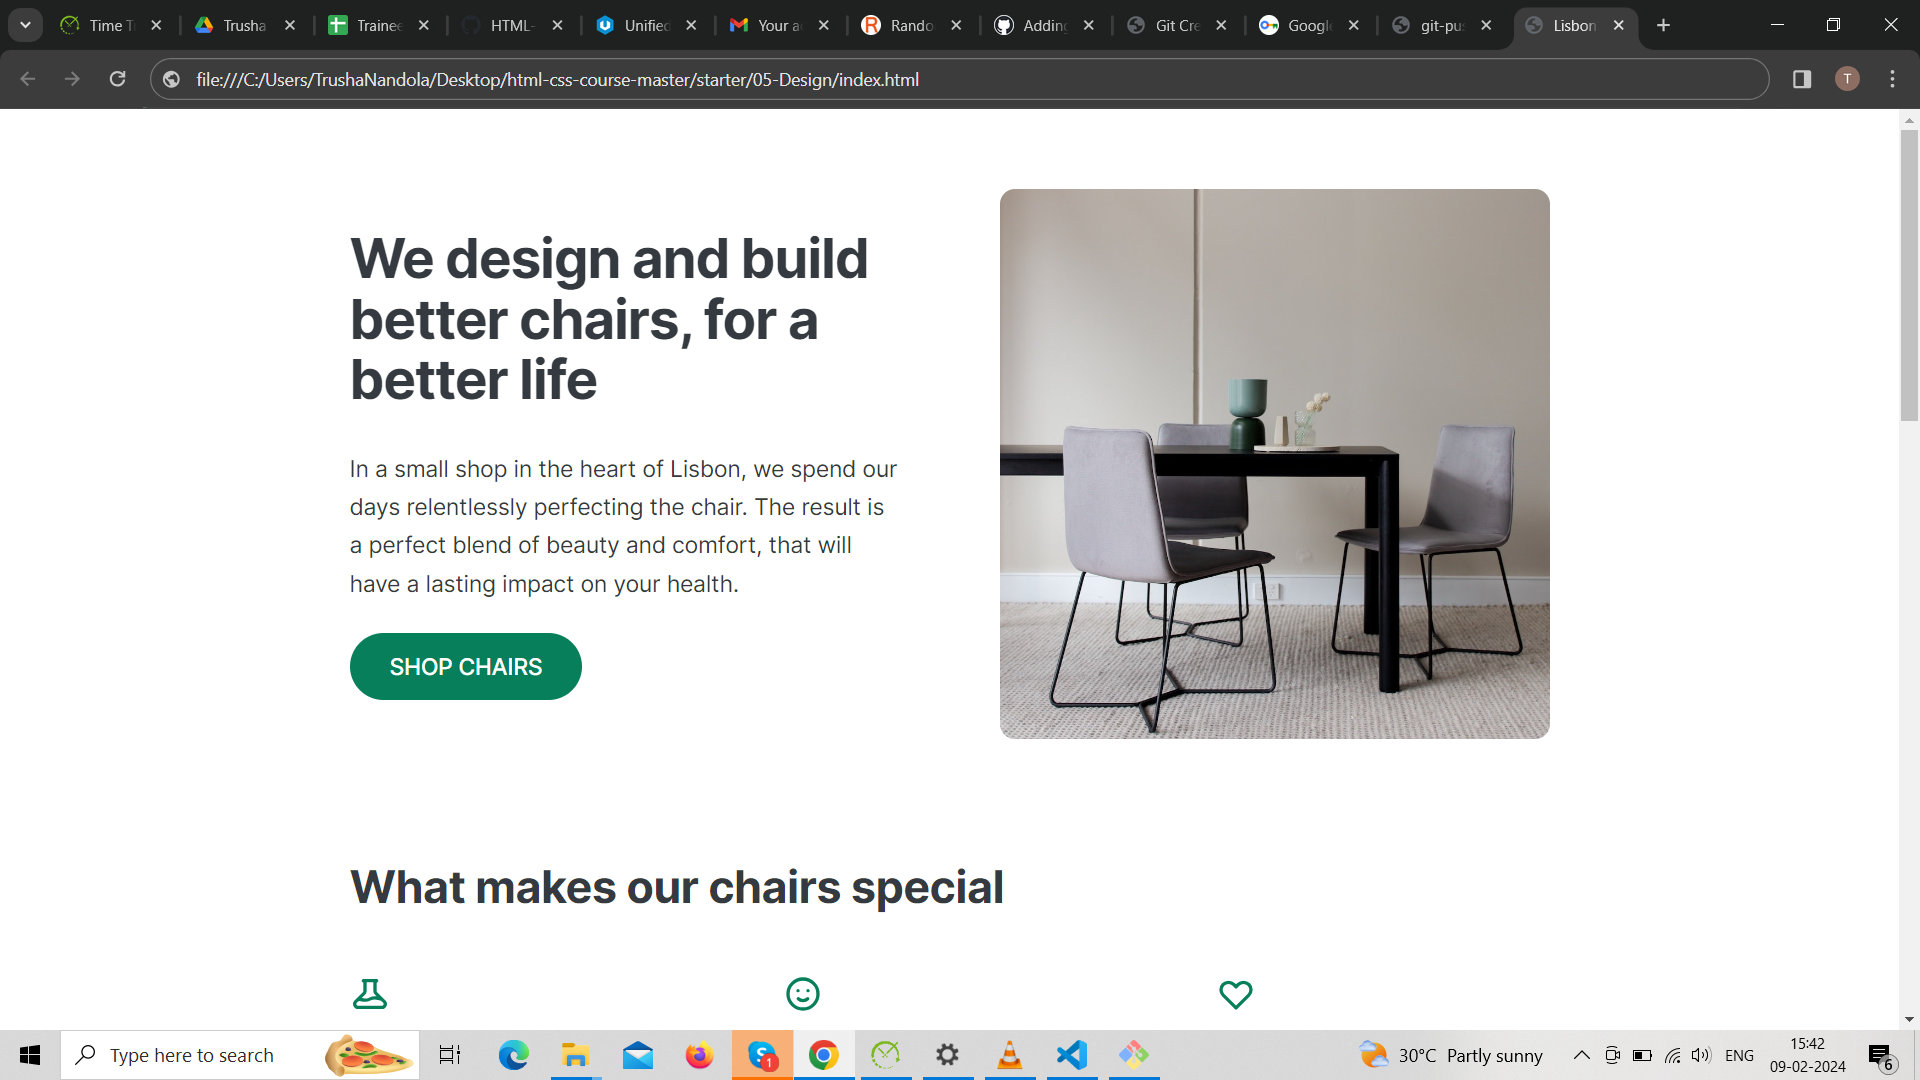 Time T
Trusha
Trainee
HTML-
Unified
Your a
Rando
Adding
Git Cre
Google
git-pus
Lisbon
file:///C:/Users/TrushaNandola/Desktop/html-css-course-master/starter/05-Design/index.html
T
We design and build
better chairs, for a
better life
In a small shop in the heart of Lisbon, we spend our
days relentlessly perfecting the chair. The result is
a perfect blend of beauty and comfort, that will
have a lasting impact on your health.
SHOP CHAIRS
What makes our chairs special
Type here to search
1
30°C Partly sunny
ENG
15:42
09-02-2024
6